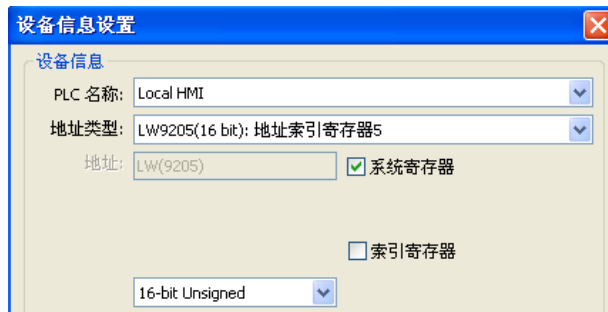 设备信息设置
设备信息
PLC 名称: Local HMI
地址类型: LW9205(16 bit): 地址索引寄存器5
地址: LW(9205) 系统寄存器
索引寄存器
16-bit Unsigned